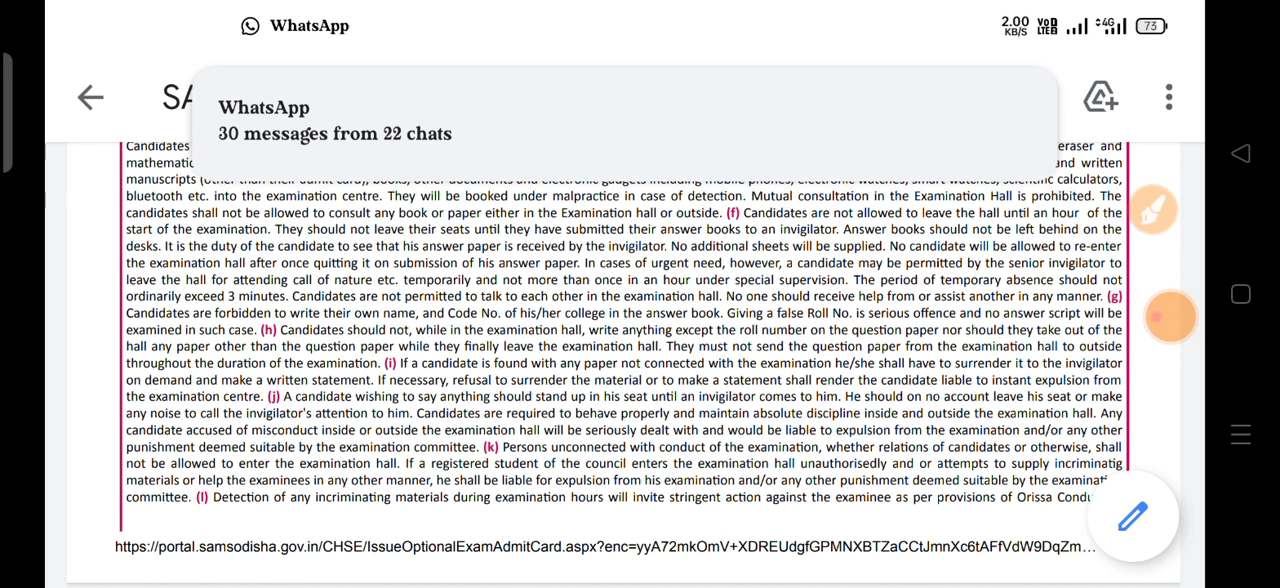 WhatsApp
2.00 KB/S VoD LTE2 4G 73
SA
WhatsApp
30 messages from 22 chats
Candidates eraser and
mathematic and written
manuscripts (other than their admit card), books, other documents and electronic gadgets including mobile phones, electronic watches, smart watches, scientific calculators,
bluetooth etc. into the examination centre. They will be booked under malpractice in case of detection. Mutual consultation in the Examination Hall is prohibited. The
candidates shall not be allowed to consult any book or paper either in the Examination hall or outside. (f) Candidates are not allowed to leave the hall until an hour of the
start of the examination. They should not leave their seats until they have submitted their answer books to an invigilator. Answer books should not be left behind on the
desks. It is the duty of the candidate to see that his answer paper is received by the invigilator. No additional sheets will be supplied. No candidate will be allowed to re-enter
the examination hall after once quitting it on submission of his answer paper. In cases of urgent need, however, a candidate may be permitted by the senior invigilator to
leave the hall for attending call of nature etc. temporarily and not more than once in an hour under special supervision. The period of temporary absence should not
ordinarily exceed 3 minutes. Candidates are not permitted to talk to each other in the examination hall. No one should receive help from or assist another in any manner. (g)
Candidates are forbidden to write their own name, and Code No. of his/her college in the answer book. Giving a false Roll No. is serious offence and no answer script will be
examined in such case. (h) Candidates should not, while in the examination hall, write anything except the roll number on the question paper nor should they take out of the
hall any paper other than the question paper while they finally leave the examination hall. They must not send the question paper from the examination hall to outside
throughout the duration of the examination. (i) If a candidate is found with any paper not connected with the examination he/she shall have to surrender it to the invigilator
on demand and make a written statement. If necessary, refusal to surrender the material or to make a statement shall render the candidate liable to instant expulsion from
the examination centre. (j) A candidate wishing to say anything should stand up in his seat until an invigilator comes to him. He should on no account leave his seat or make
any noise to call the invigilator's attention to him. Candidates are required to behave properly and maintain absolute discipline inside and outside the examination hall. Any
candidate accused of misconduct inside or outside the examination hall will be seriously dealt with and would be liable to expulsion from the examination and/or any other
punishment deemed suitable by the examination committee. (k) Persons unconnected with conduct of the examination, whether relations of candidates or otherwise, shall
not be allowed to enter the examination hall. If a registered student of the council enters the examination hall unauthorisedly and or attempts to supply incriminatig
materials or help the examinees in any other manner, he shall be liable for expulsion from his examination and/or any other punishment deemed suitable by the examinati
committee. (l) Detection of any incriminating materials during examination hours will invite stringent action against the examinee as per provisions of Orissa Condu
https://portal.samsodisha.gov.in/CHSE/IssueOptionalExamAdmitCard.aspx?enc=yyA72mkOmV+XDREUdgfGPMNXBTZaCCtJmnXc6tAFfVdW9DqZm...